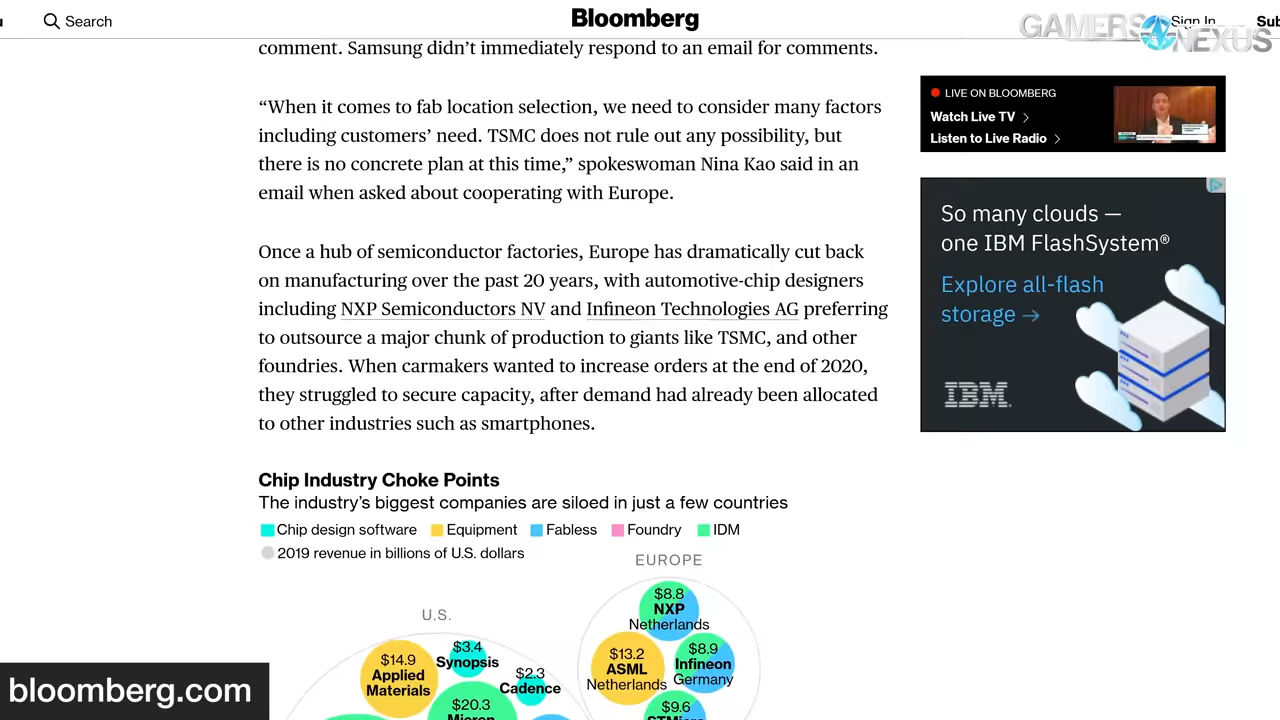 Search
Bloomberg
Sign In
Sub
GAMERS NEXUS
comment. Samsung didn’t immediately respond to an email for comments.
“When it comes to fab location selection, we need to consider many factors
including customers’ need. TSMC does not rule out any possibility, but
there is no concrete plan at this time,” spokeswoman Nina Kao said in an
email when asked about cooperating with Europe.
Once a hub of semiconductor factories, Europe has dramatically cut back
on manufacturing over the past 20 years, with automotive-chip designers
including NXP Semiconductors NV and Infineon Technologies AG preferring
to outsource a major chunk of production to giants like TSMC, and other
foundries. When carmakers wanted to increase orders at the end of 2020,
they struggled to secure capacity, after demand had already been allocated
to other industries such as smartphones.
LIVE ON BLOOMBERG
Watch Live TV
Listen to Live Radio
So many clouds —
one IBM FlashSystem®
Explore all-flash
storage →
IBM.
Chip Industry Choke Points
The industry’s biggest companies are siloed in just a few countries
Chip design software Equipment Fabless Foundry IDM
2019 revenue in billions of U.S. dollars
EUROPE
$8.8
NXP
Netherlands
$13.2
ASML
Netherlands
$8.9
Infineon
Germany
$9.6
STMicro
U.S.
$14.9
Applied
Materials
$3.4
Synopsis
$2.3
Cadence
$20.3
Micron
bloomberg.com